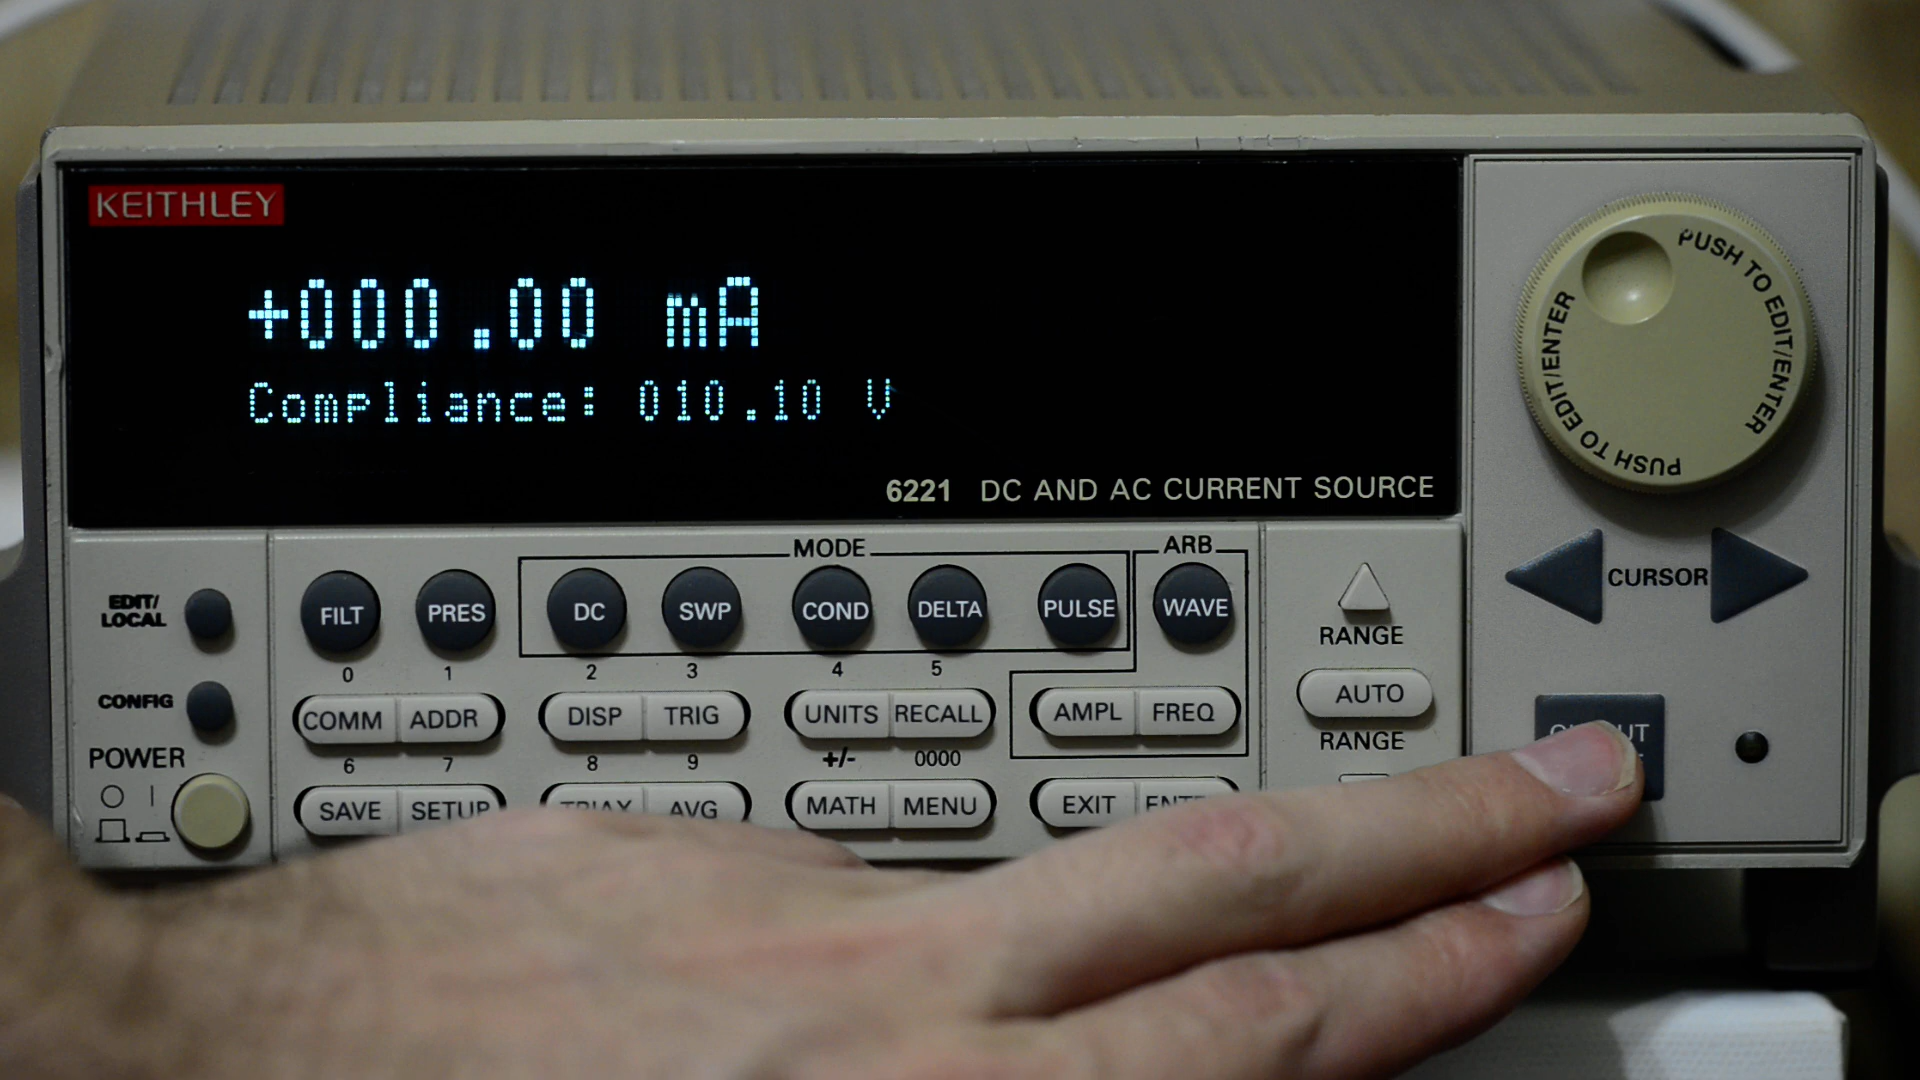 KEITHLEY
+000.00 mA
Compliance: 010.10 V
6221 DC AND AC CURRENT SOURCE
PUSH TO EDIT/ENTER
PUSH TO EDIT/ENTER
MODE
ARB
EDIT/
LOCAL
FILT
PRES
DC
SWP
COND
DELTA
PULSE
WAVE
CURSOR
RANGE
0 1 2 3 4 5
CONFIG
COMM ADDR
DISP TRIG
UNITS RECALL
AMPL FREQ
AUTO
RANGE
POWER
6 7 8 9 +/- 0000
SAVE SETUP
TRIAX AVG
MATH MENU
EXIT ENTER